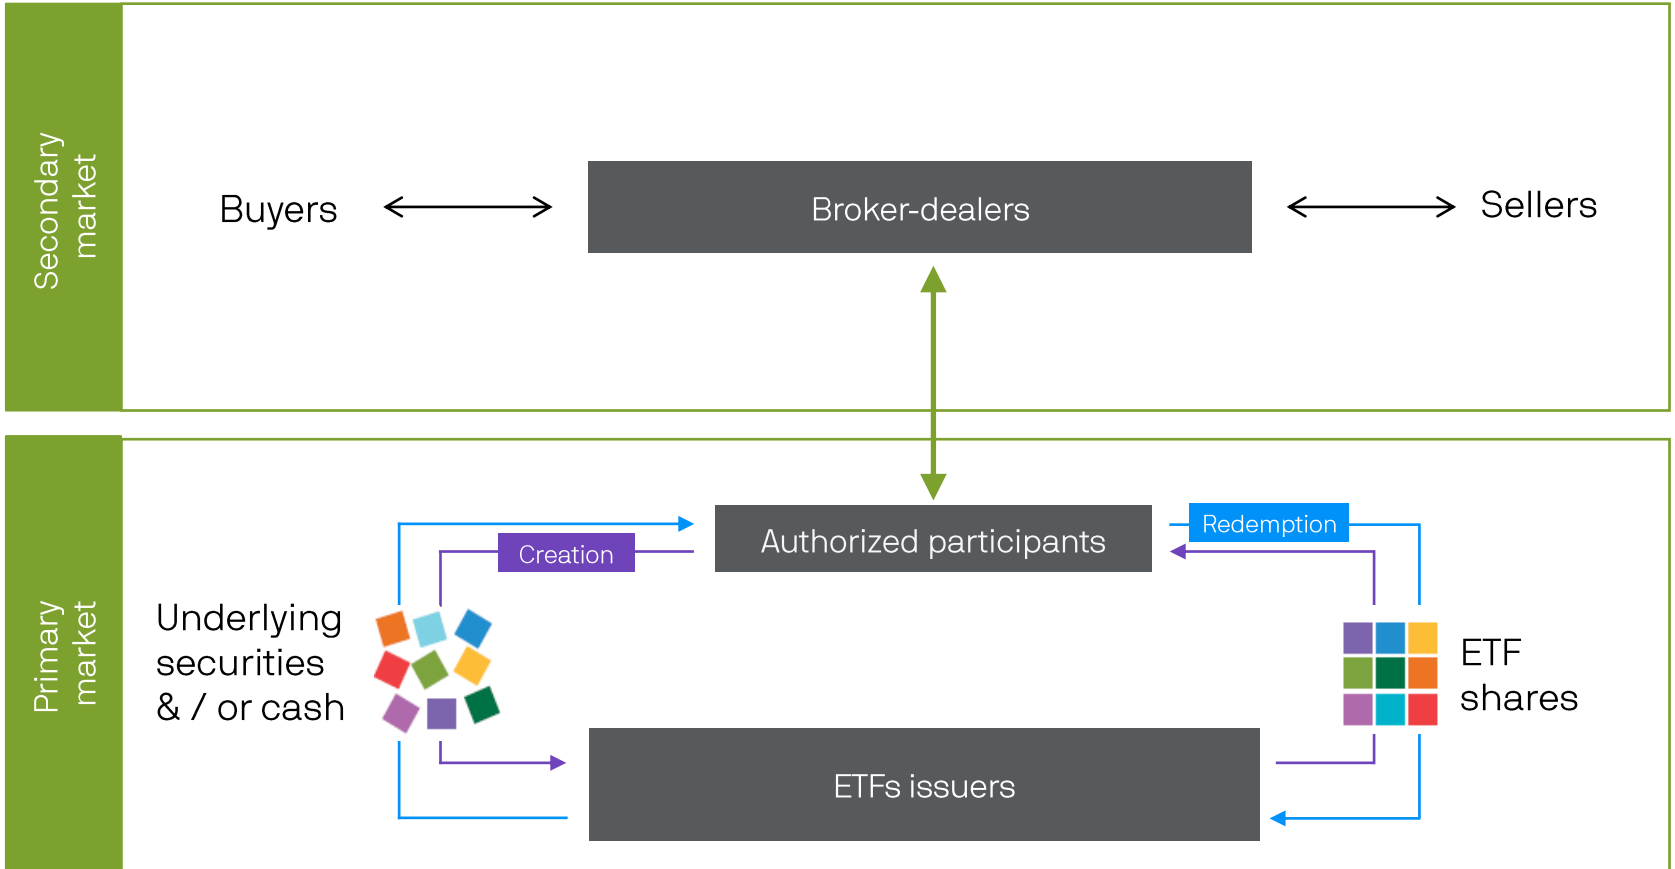 Secondary
market
Buyers
Broker-dealers
Sellers
Primary
market
Authorized participants
Redemption
Creation
Underlying
securities
& / or cash
ETF
shares
ETFs issuers